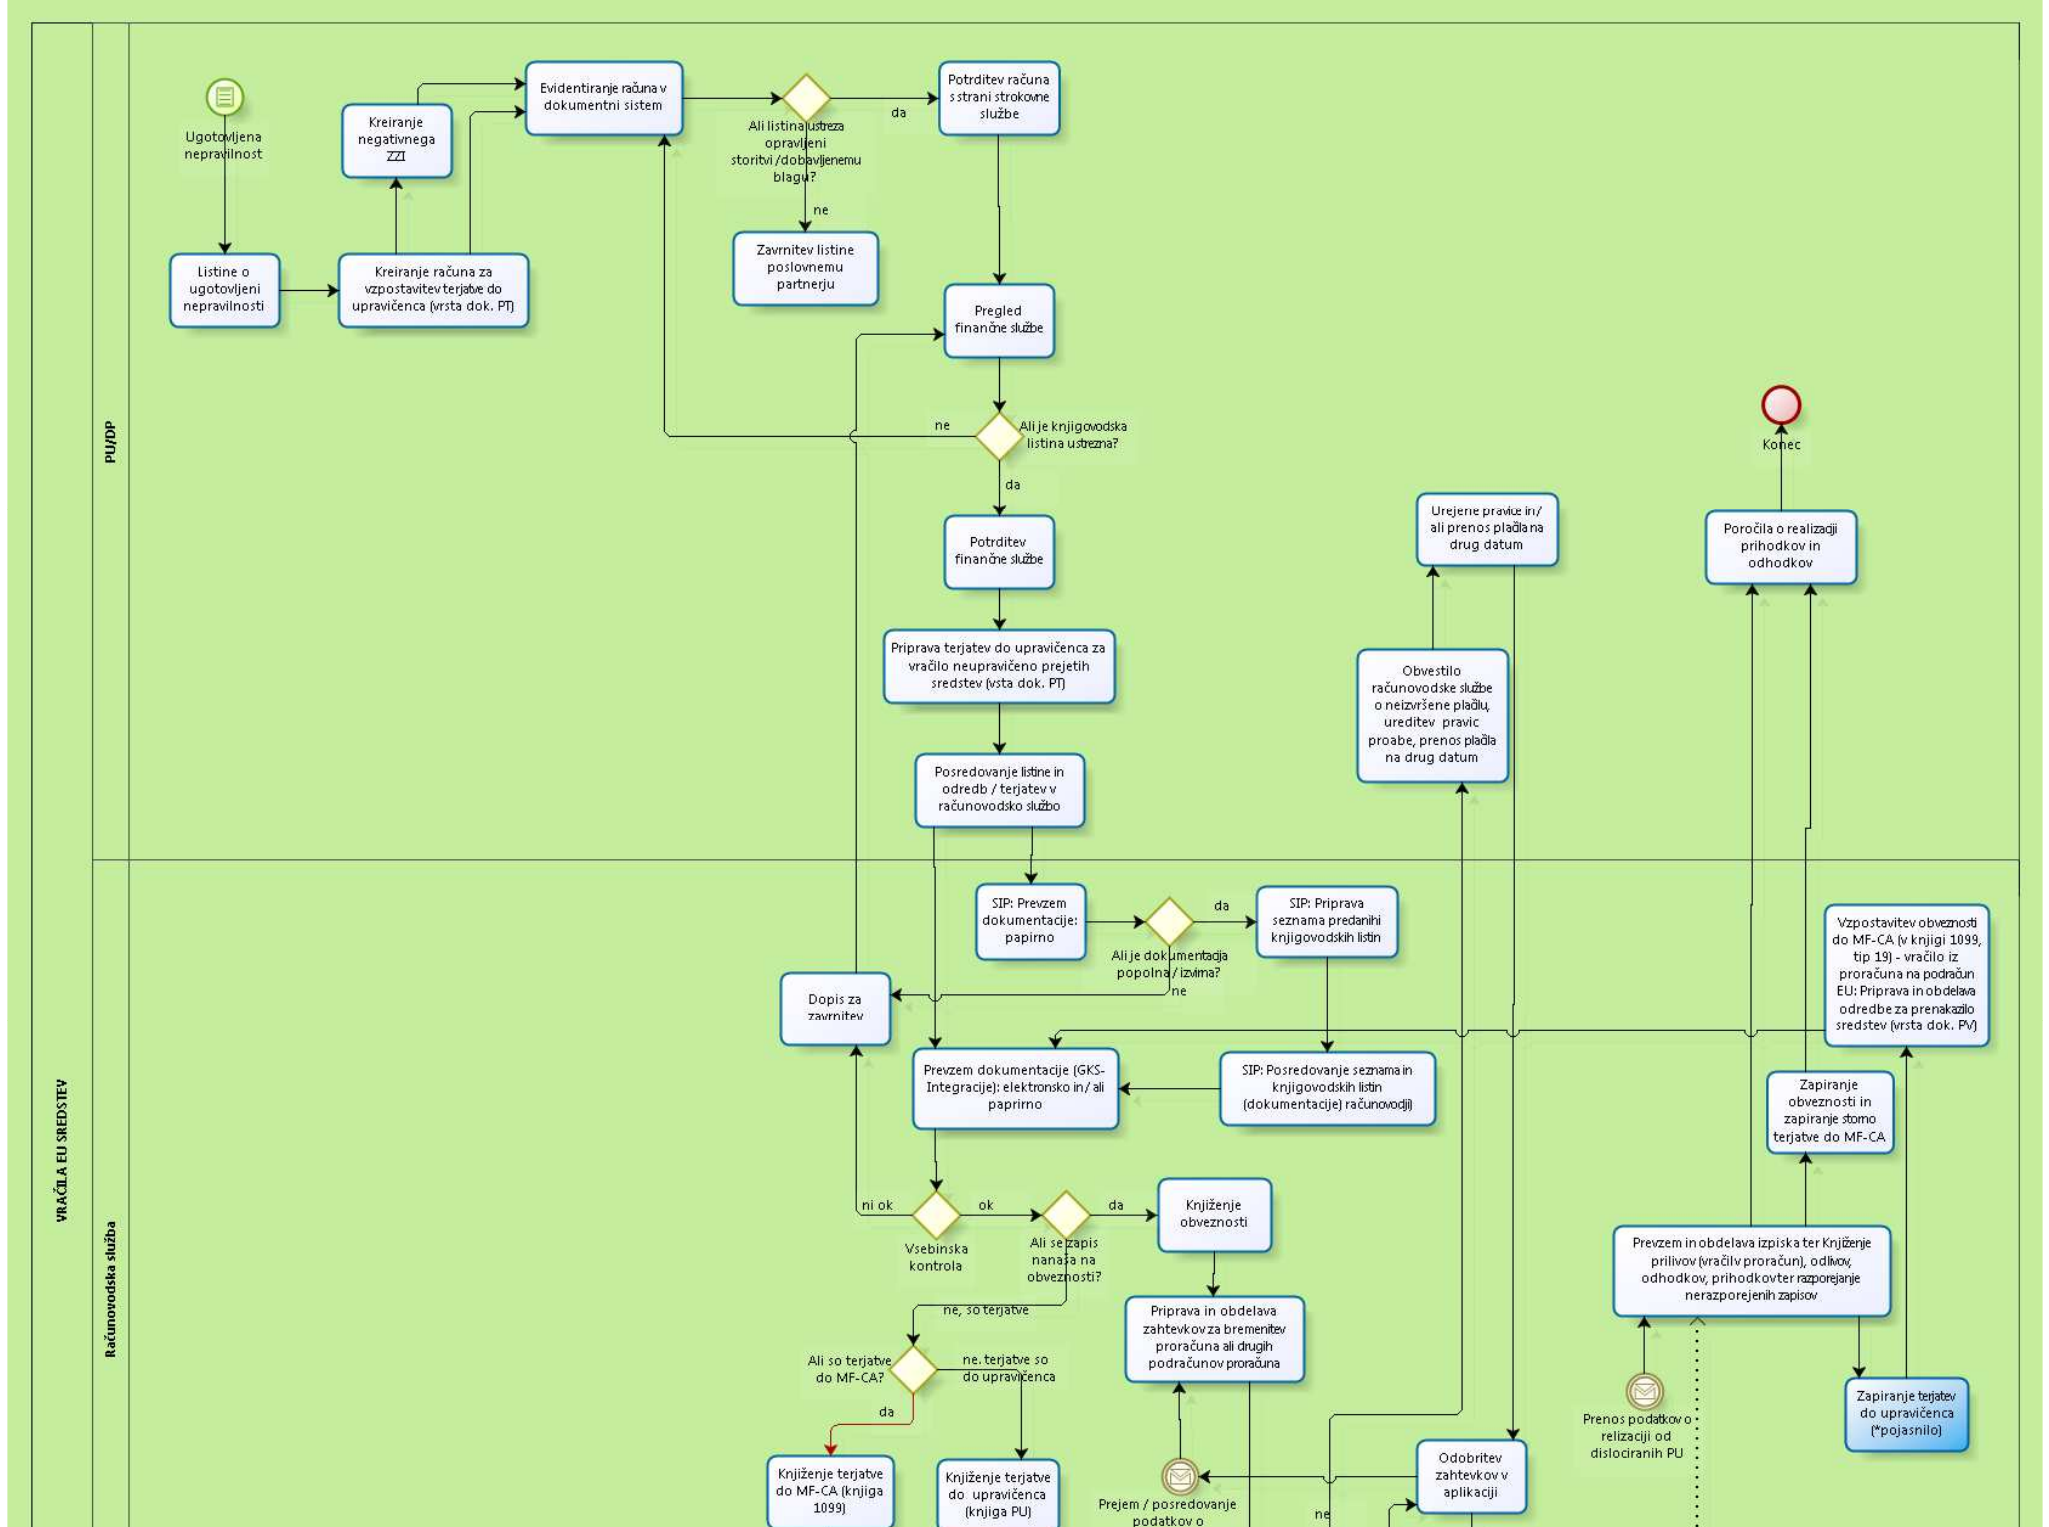 VRAČILA EU SREDSTEV
PU/DP
Ugotovljena
nepravilnost
Listine o
ugotovljeni
nepravilnosti
Kreiranje računa za
vzpostavitev terjatve do
upravičenca (vrsta dok. PT)
Kreiranje
negativnega
ZZI
Evidentiranje računa v
dokumentni sistem
Ali listina ustreza
opravljeni
storitvi /dobavljenemu
blagu?
da
ne
Zavrnitev listine
poslovnemu
partnerju
Potrditev računa
s strani strokovne
službe
Pregled
finančne službe
Ali je knjigovodska
listina ustrezna?
ne
da
Potrditev
finančne službe
Priprava terjatev do upravičenca za
vračilo neupravičeno prejetih
sredstev (vsta dok. PT)
Posredovanje listine in
odredb / terjatev v
računovodsko službo
Urejene pravice in/
ali prenos plačila na
drug datum
Obvestilo
računovodske službe
o neizvršene plačilu,
ureditev pravic
proabe, prenos plačila
na drug datum
Konec
Poročila o realizaciji
prihodkov in
odhodkov
Računovodska služba
SIP: Prevzem
dokumentacije:
papirno
Ali je dokumentacija
popolna / izvirna?
da
ne
SIP: Priprava
seznama predanihi
knjigovodskih listin
Dopis za
zavrnitev
Prevzem dokumentacije (GKS-
Integracije): elektronsko in/ ali
paprirno
SIP: Posredovanje seznama in
knjigovodskih listin
(dokumentacije) računovodji)
Vzpostavitev obveznosti
do MF-CA (v knjigi 1099,
tip 19) - vračilo iz
proračuna na podračun
EU: Priprava in obdelava
odredbe za prenakazilo
sredstev (vrsta dok. PV)
Zapiranje
obveznosti in
zapiranje storno
terjatve do MF-CA
ni ok
ok
Vsebinska
kontrola
Ali se zapis
nanaša na
obveznosti?
da
ne, so terjatve
Knjiženje
obveznosti
Priprava in obdelava
zahtevkov za bremenitev
proračuna ali drugih
podračunov proračuna
Prevzem in obdelava izpiska ter Knjiženje
prilivov (vračil v proračun), odlivov,
odhodkov, prihodkov ter razporejanje
nerazporejenih zapisov
Ali so terjatve
do MF-CA?
ne. terjatve so
do upravičenca
da
Knjiženje terjatve
do MF-CA (knjiga
1099)
Knjiženje terjatve
do upravičenca
(knjiga PU)
Prejem / posredovanje
podatkov o
ne
Odobritev
zahtevkov v
aplikaciji
Prenos podatkov o
relizaciji od
dislociranih PU
Zapiranje terjatev
do upravičenca
(*pojasnilo)